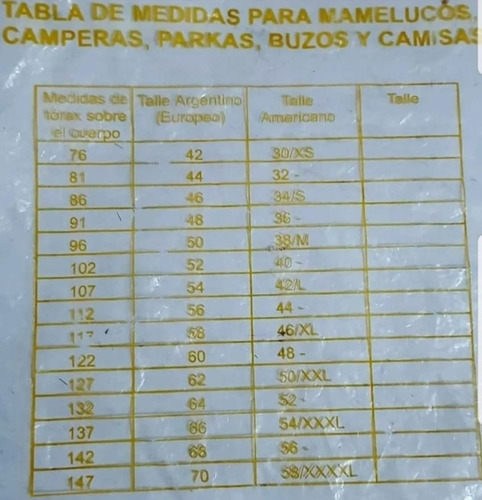 TABLA DE MEDIDAS PARA MAMELUCOS,
CAMPERAS, PARKAS, BUZOS Y CAMISAS
Medidas de tórax sobre el cuerpo Talle Argentino (Europeo) Talle Americano Talle
76 42 30/XS
81 44 32 -
86 46 34/S
91 48 36 -
96 50 38/M
102 52 40 -
107 54 42/L
112 56 44 -
117 58 46/XL
122 60 48 -
127 62 50/XXL
132 64 52 -
137 66 54/XXXL
142 68 56 -
147 70 58/XXXXL